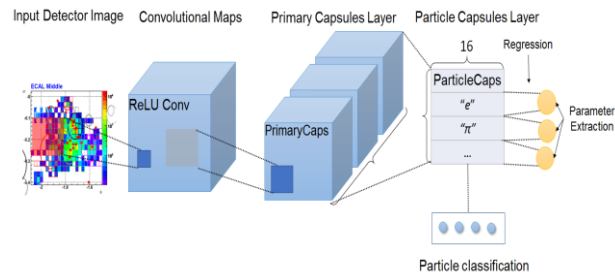 Input Detector Image
Convolutional Maps
Primary Capsules Layer
Particle Capsules Layer
ECAL Middle
ReLU Conv
PrimaryCaps
16
Regression
ParticleCaps
"e"
"π"
...
Parameter
Extraction
Particle classification